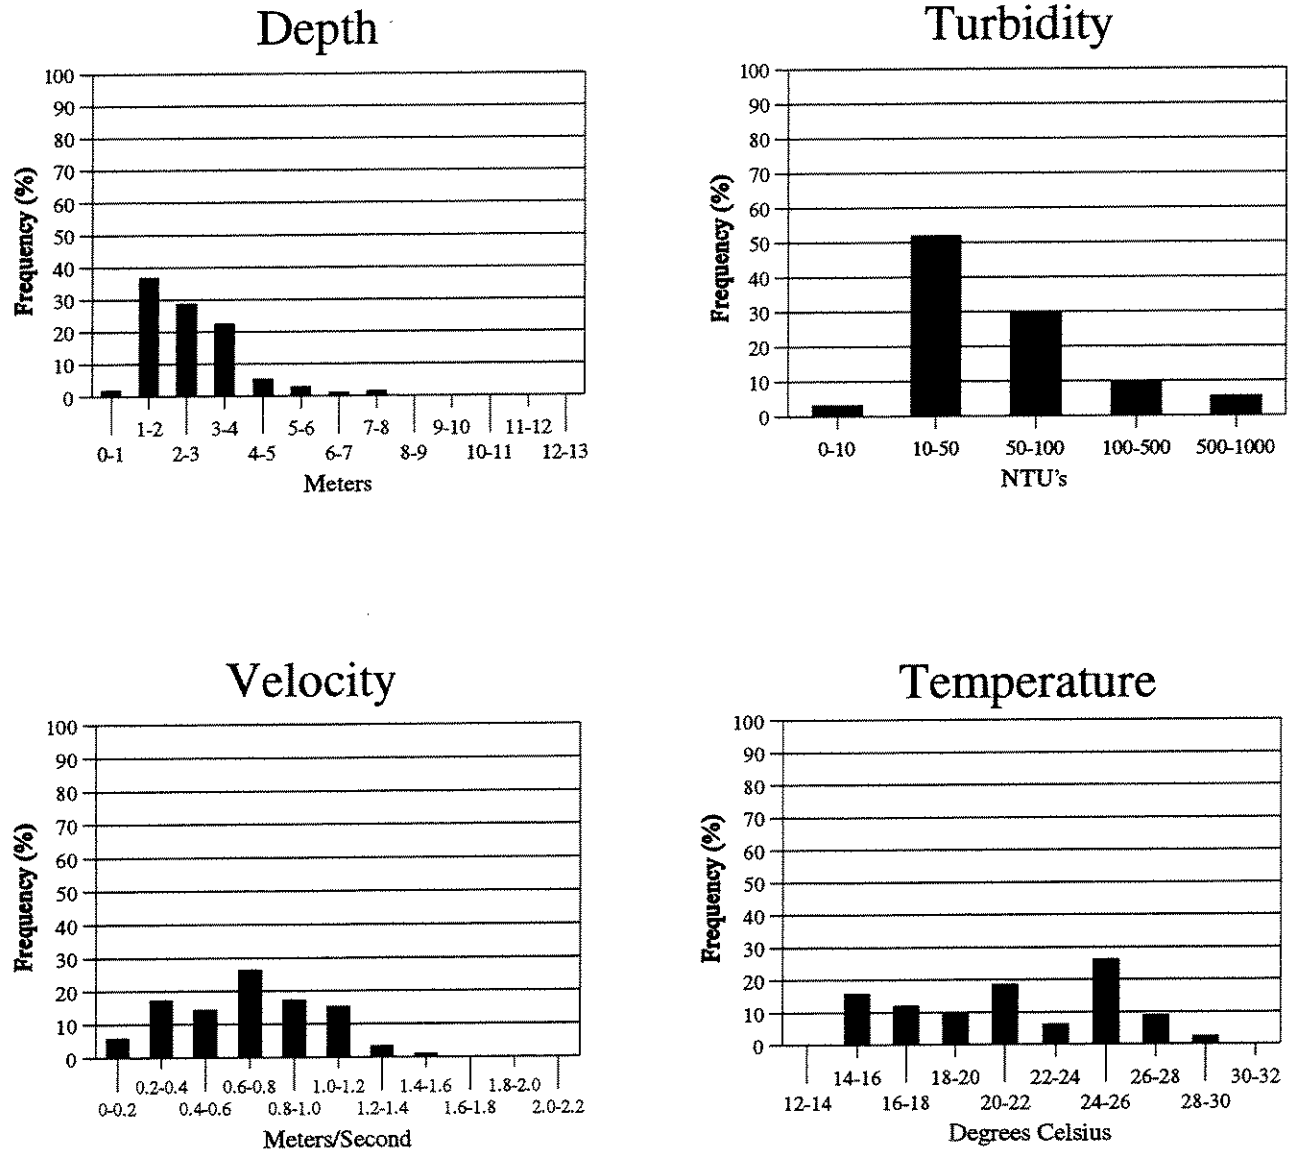 Depth
100
90
80
70
60
50
40
30
20
10
0
Frequency (%)
1-2 3-4 5-6 7-8 9-10 11-12
0-1 2-3 4-5 6-7 8-9 10-11 12-13
Meters
Turbidity
100
90
80
70
60
50
40
30
20
10
0
Frequency (%)
0-10 10-50 50-100 100-500 500-1000
NTU's
Velocity
100
90
80
70
60
50
40
30
20
10
0
Frequency (%)
0.2-0.4 0.6-0.8 1.0-1.2 1.4-1.6 1.8-2.0
0-0.2 0.4-0.6 0.8-1.0 1.2-1.4 1.6-1.8 2.0-2.2
Meters/Second
Temperature
100
90
80
70
60
50
40
30
20
10
0
Frequency (%)
14-16 18-20 22-24 26-28 30-32
12-14 16-18 20-22 24-26 28-30
Degrees Celsius